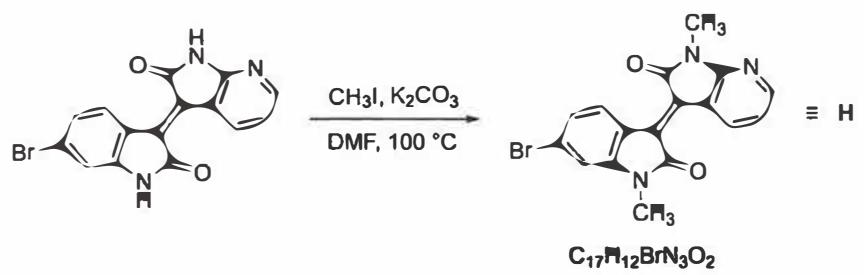 H
N
O
N
Br
O
N
H
CH3I, K2CO3
DMF, 100 °C
CH3
N
O
N
Br
O
N
CH3
≡ H
C17H12BrN3O2